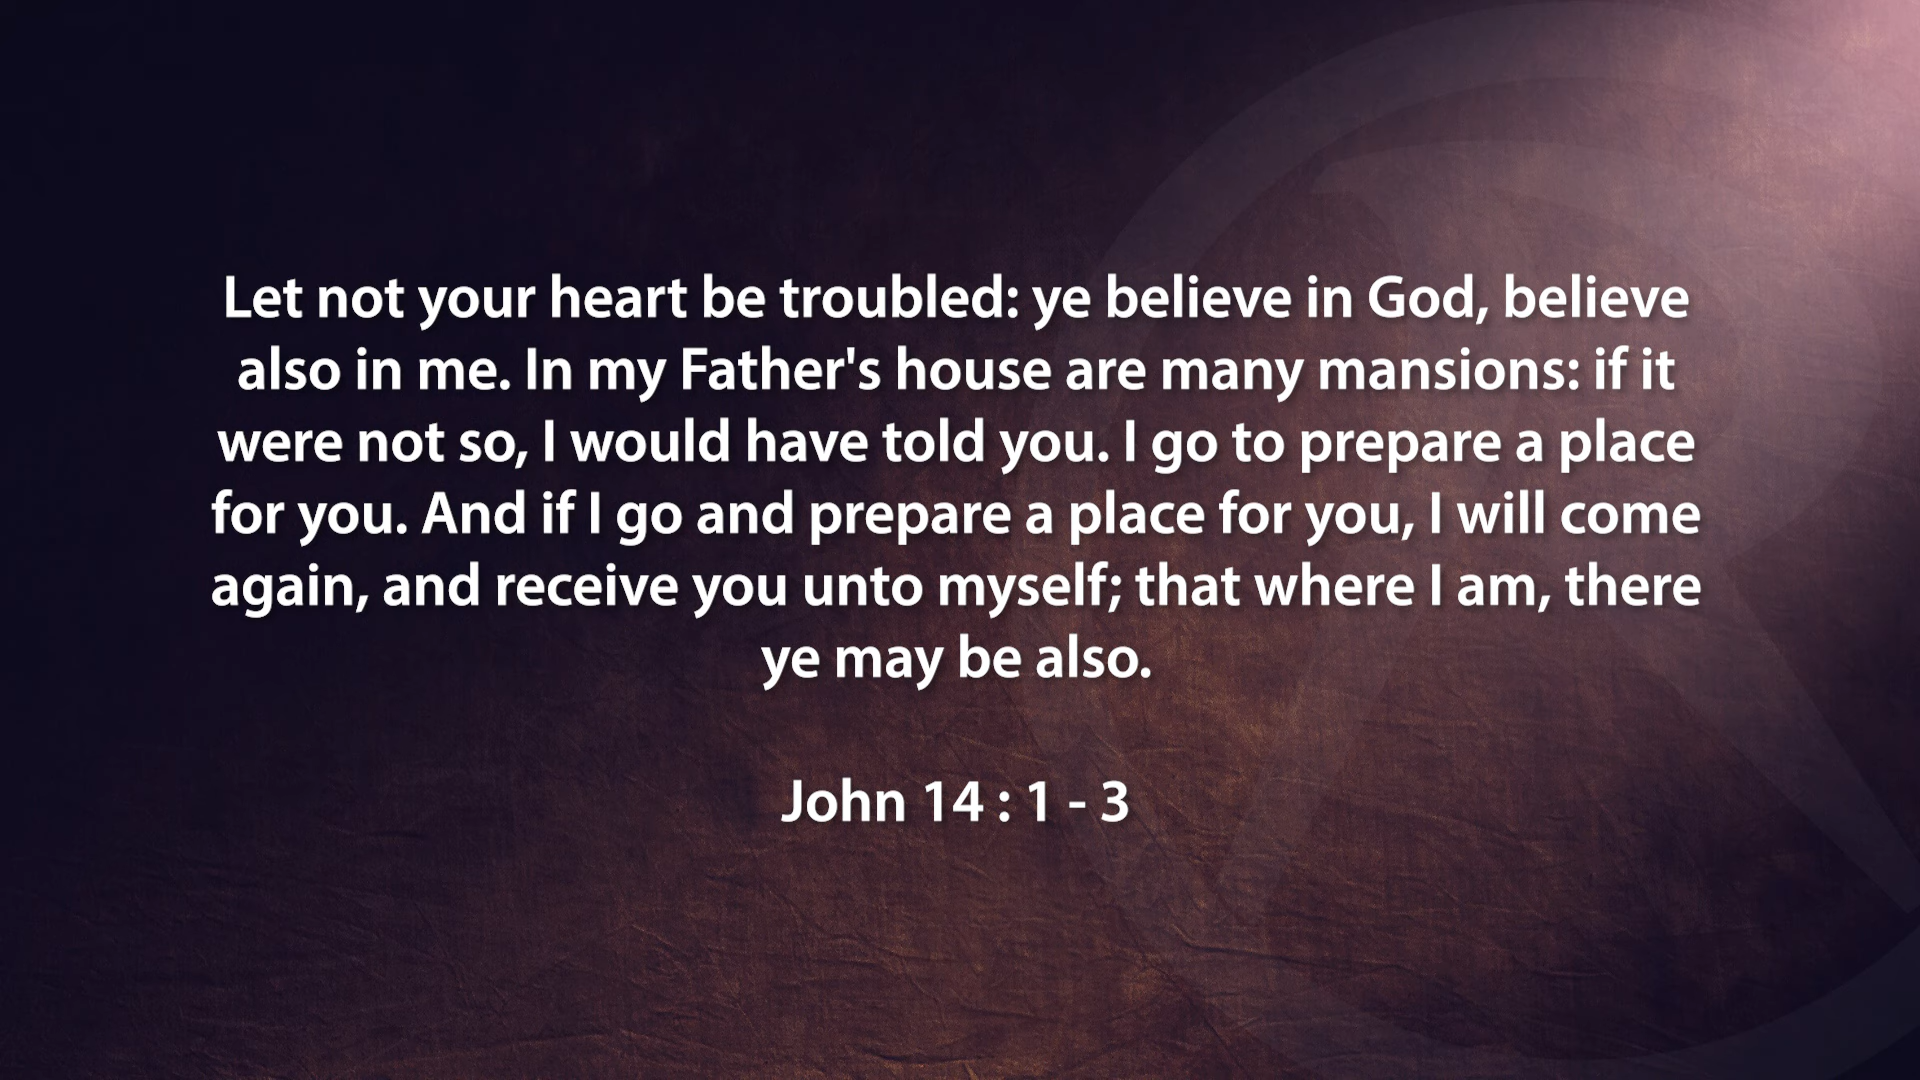 Let not your heart be troubled: ye believe in God, believe
also in me. In my Father's house are many mansions: if it
were not so, I would have told you. I go to prepare a place
for you. And if I go and prepare a place for you, I will come
again, and receive you unto myself; that where I am, there
ye may be also.
John 14 : 1 - 3